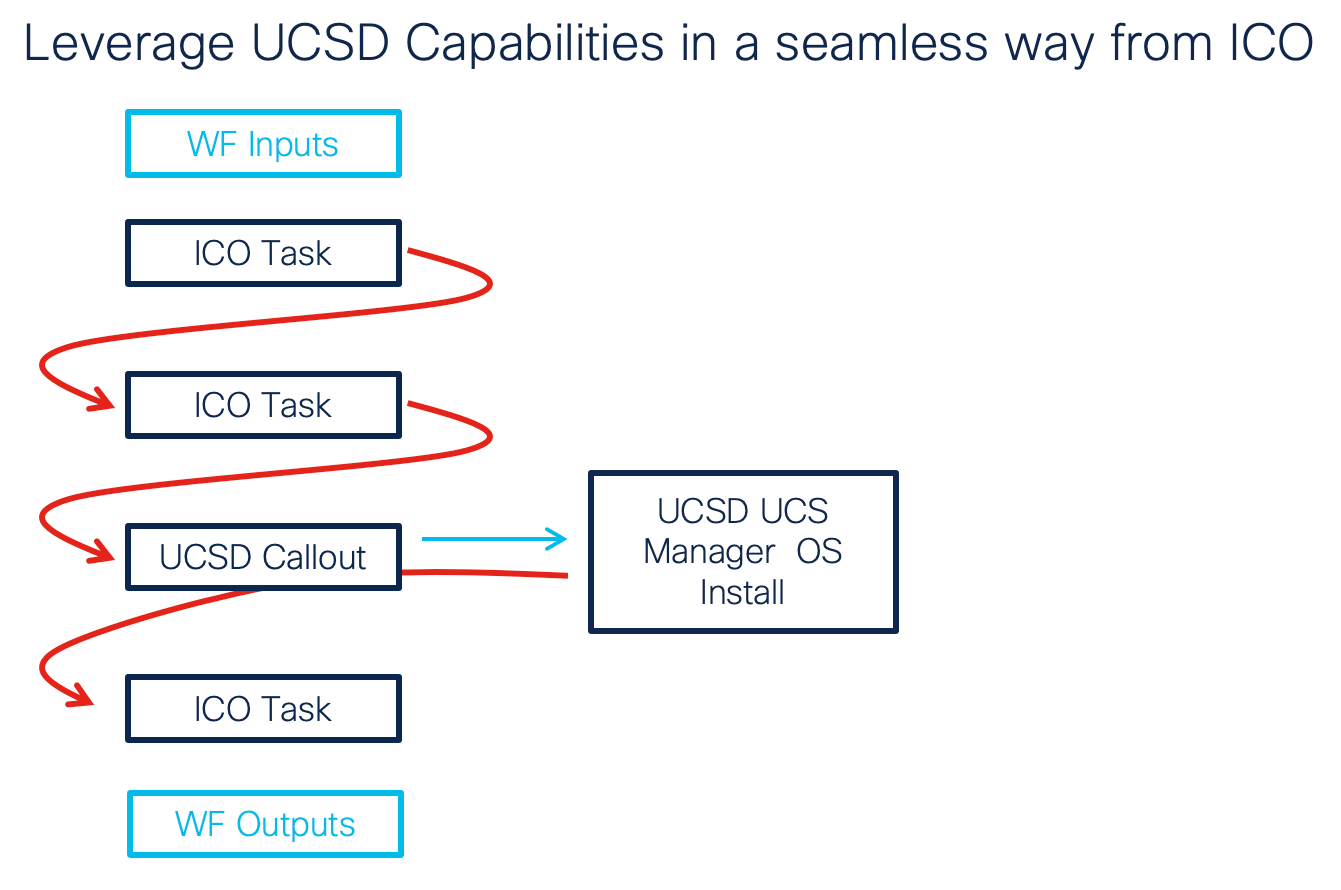 Leverage UCSD Capabilities in a seamless way from ICO
WF Inputs
ICO Task
ICO Task
UCSD Callout
UCSD UCS
Manager  OS
Install
ICO Task
WF Outputs